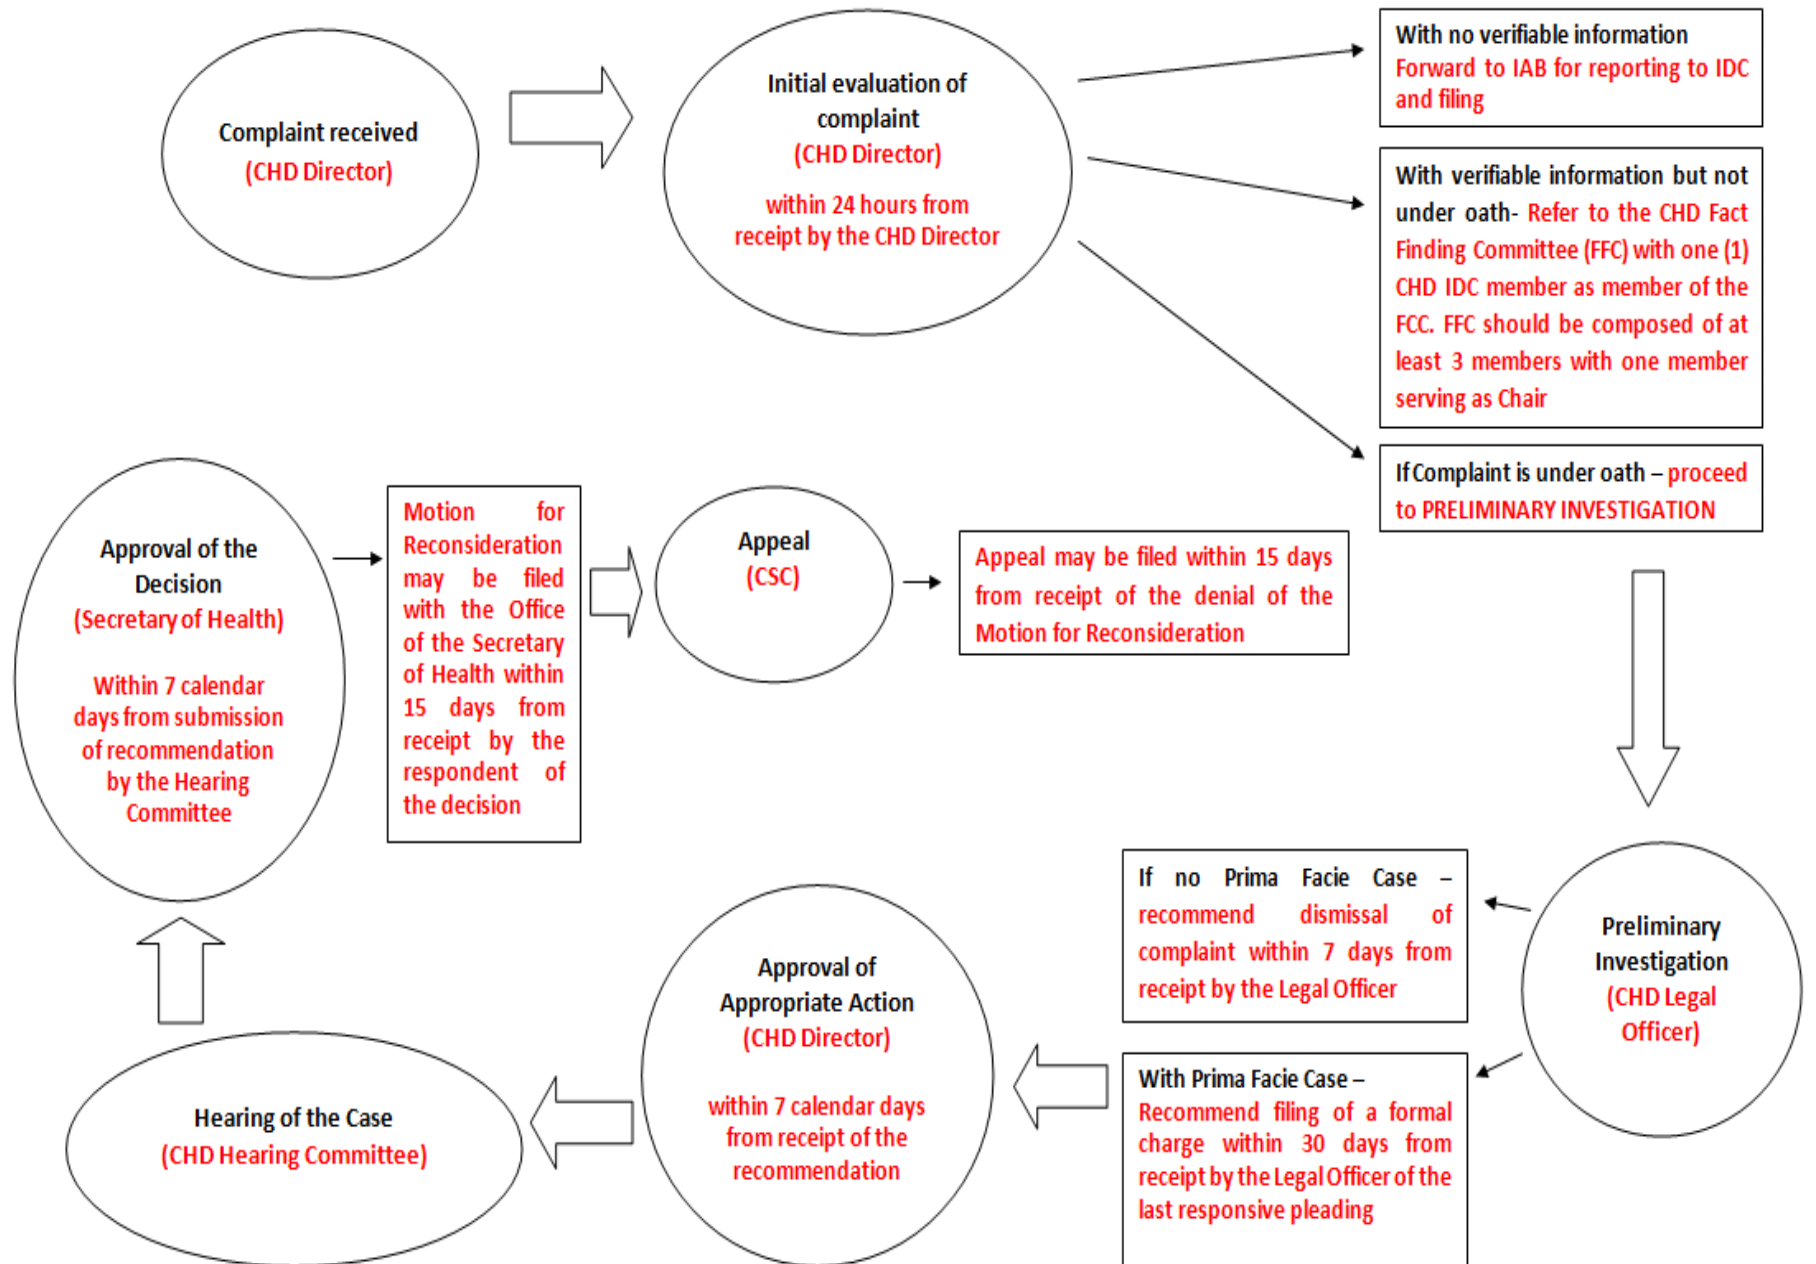 Complaint received
(CHD Director)
Initial evaluation of
complaint
(CHD Director)
within 24 hours from
receipt by the CHD Director
With no verifiable information
Forward to IAB for reporting to IDC
and filing
With verifiable information but not
under oath- Refer to the CHD Fact
Finding Committee (FFC) with one (1)
CHD IDC member as member of the
FCC. FFC should be composed of at
least 3 members with one member
serving as Chair
If Complaint is under oath – proceed
to PRELIMINARY INVESTIGATION
Preliminary
Investigation
(CHD Legal
Officer)
If no Prima Facie Case –
recommend dismissal of
complaint within 7 days from
receipt by the Legal Officer
With Prima Facie Case –
Recommend filing of a formal
charge within 30 days from
receipt by the Legal Officer of the
last responsive pleading
Approval of
Appropriate Action
(CHD Director)
within 7 calendar days
from receipt of the
recommendation
Hearing of the Case
(CHD Hearing Committee)
Approval of the
Decision
(Secretary of Health)
Within 7 calendar
days from submission
of recommendation
by the Hearing
Committee
Motion for
Reconsideration
may be filed
with the Office
of the Secretary
of Health within
15 days from
receipt by the
respondent of
the decision
Appeal
(CSC)
Appeal may be filed within 15 days
from receipt of the denial of the
Motion for Reconsideration